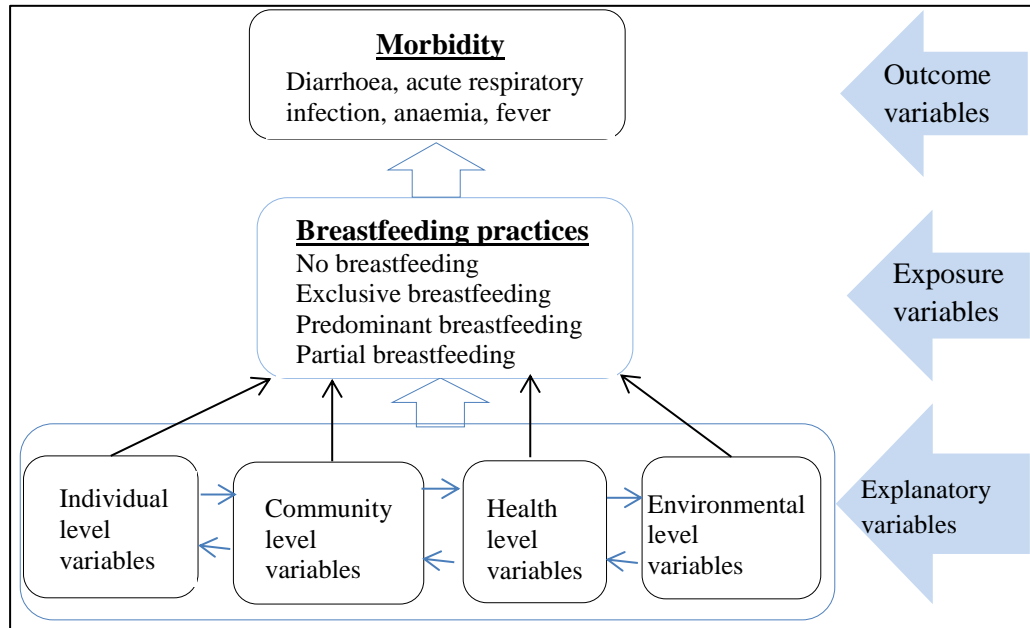 Morbidity
Diarrhoea, acute respiratory
infection, anaemia, fever
Outcome
variables
Breastfeeding practices
No breastfeeding
Exclusive breastfeeding
Predominant breastfeeding
Partial breastfeeding
Exposure
variables
Individual
level
variables
Community
level
variables
Health
level
variables
Environmental
level
variables
Explanatory
variables